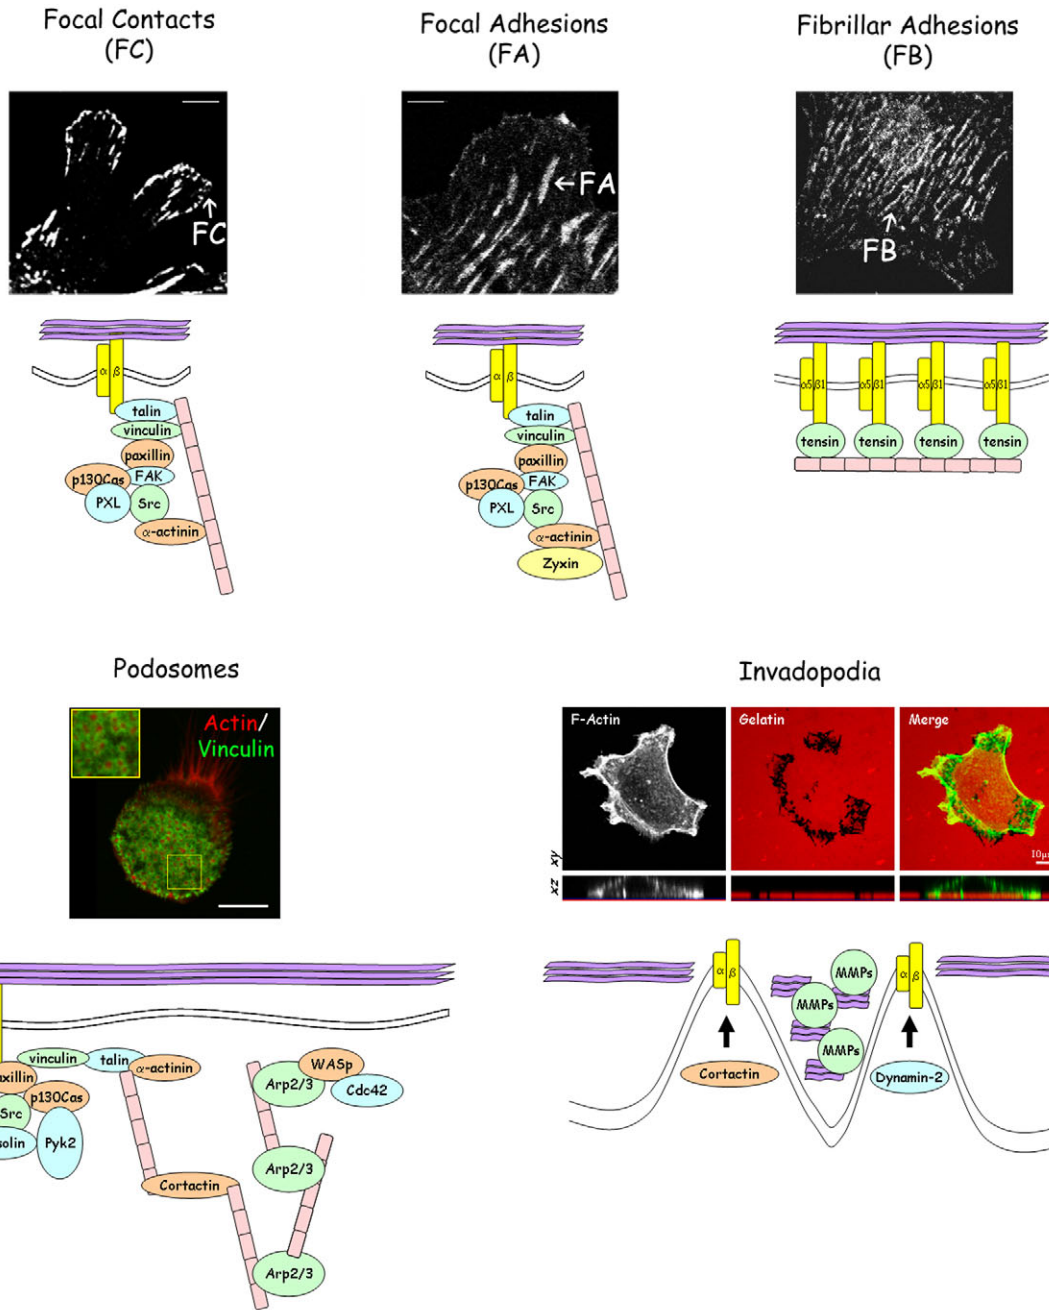 Focal Contacts
(FC)
Focal Adhesions
(FA)
Fibrillar Adhesions
(FB)
FC
FA
FB
α β
talin
vinculin
paxillin
p130Cas
FAK
PXL
Src
α-actinin
α β
talin
vinculin
paxillin
p130Cas
FAK
PXL
Src
α-actinin
Zyxin
α5 β1
α5 β1
α5 β1
α5 β1
tensin
tensin
tensin
tensin
Podosomes
Actin/
Vinculin
Invadopodia
F-Actin
Gelatin
Merge
xy
10µ
xz
vinculin
talin
α-actinin
axillin
p130Cas
Src
solin
Pyk2
Cortactin
Arp2/3
WASp
Cdc42
Arp2/3
Arp2/3
α β
MMPs
MMPs
MMPs
α β
Cortactin
Dynamin-2